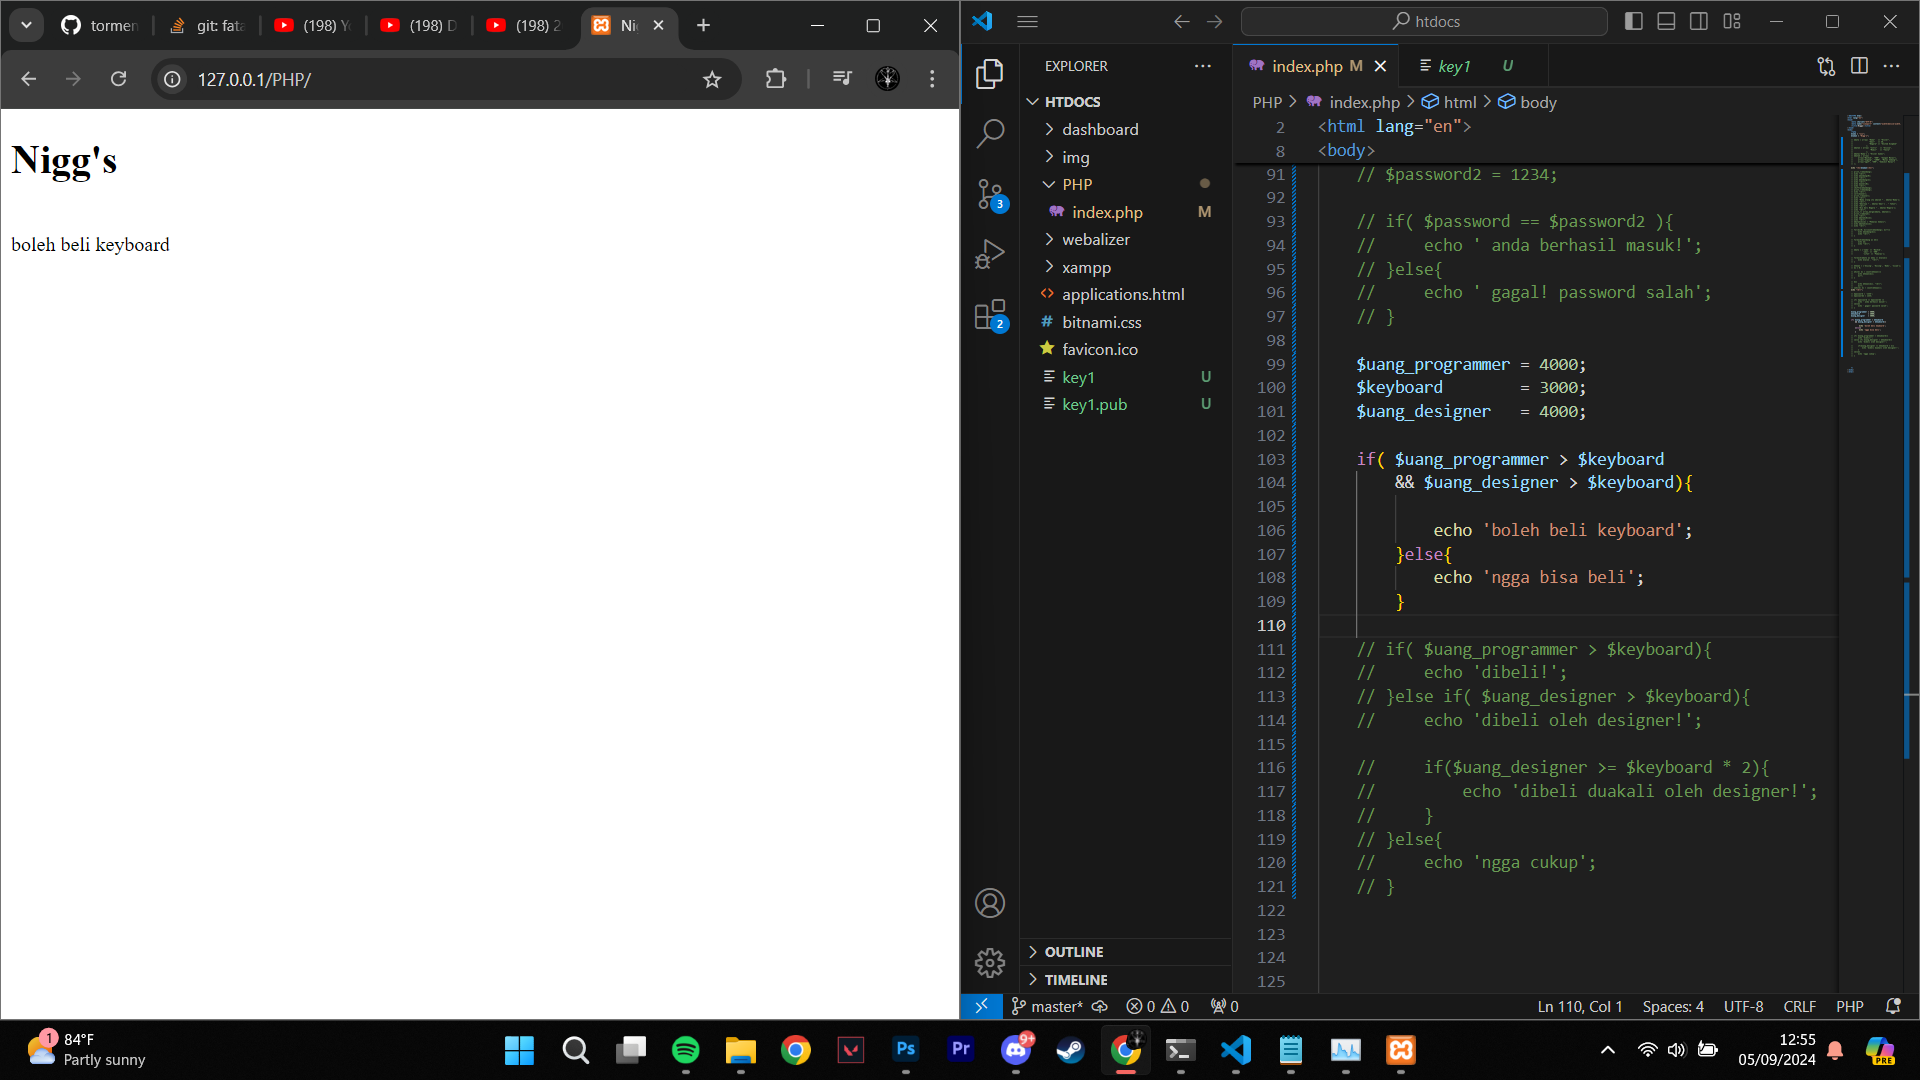 tormen
git: fata
(198) Y
(198) D
(198) 2
Ni
127.0.0.1/PHP/
Nigg's
boleh beli keyboard
htdocs
EXPLORER
HTDOCS
dashboard
img
PHP
index.php M
webalizer
xampp
applications.html
bitnami.css
favicon.ico
key1 U
key1.pub U
OUTLINE
TIMELINE
3
2
index.php M
key1 U
PHP > index.php > html > body
2 <html lang="en">
8 <body>
91 // $password2 = 1234;
92
93 // if( $password == $password2 ){
94 //     echo ' anda berhasil masuk!';
95 // }else{
96 //     echo ' gagal! password salah';
97 // }
98
99 $uang_programmer = 4000;
100 $keyboard        = 3000;
101 $uang_designer   = 4000;
102
103 if( $uang_programmer > $keyboard
104     && $uang_designer > $keyboard){
105
106         echo 'boleh beli keyboard';
107     }else{
108         echo 'ngga bisa beli';
109     }
110
111 // if( $uang_programmer > $keyboard){
112 //     echo 'dibeli!';
113 // }else if( $uang_designer > $keyboard){
114 //     echo 'dibeli oleh designer!';
115
116 //     if($uang_designer >= $keyboard * 2){
117 //         echo 'dibeli duakali oleh designer!';
118 //     }
119 // }else{
120 //     echo 'ngga cukup';
121 // }
122
123
124
125
master* 0 0 0
Ln 110, Col 1 Spaces: 4 UTF-8 CRLF PHP
1
84°F
Partly sunny
Ps
Pr
9+
12:55
05/09/2024
PRE